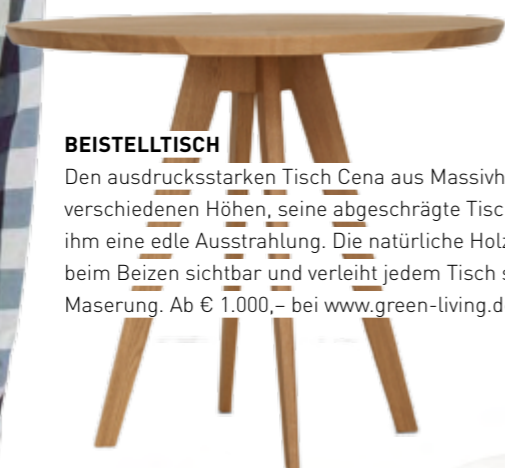 BEISTELLTISCH
Den ausdrucksstarken Tisch Cena aus Massivh
verschiedenen Höhen, seine abgeschrägte Tisc
ihm eine edle Ausstrahlung. Die natürliche Holz
beim Beizen sichtbar und verleiht jedem Tisch s
Maserung. Ab € 1.000,– bei www.green-living.d